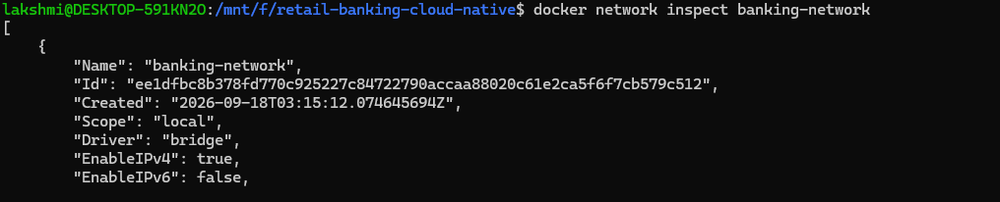 lakshmi@DESKTOP-591KN2O:/mnt/f/retail-banking-cloud-native$ docker network inspect banking-network
[
    {
        "Name": "banking-network",
        "Id": "ee1dfbc8b378fd770c925227c84722790accaa88020c61e2ca5f6f7cb579c512",
        "Created": "2026-09-18T03:15:12.074645694Z",
        "Scope": "local",
        "Driver": "bridge",
        "EnableIPv4": true,
        "EnableIPv6": false,